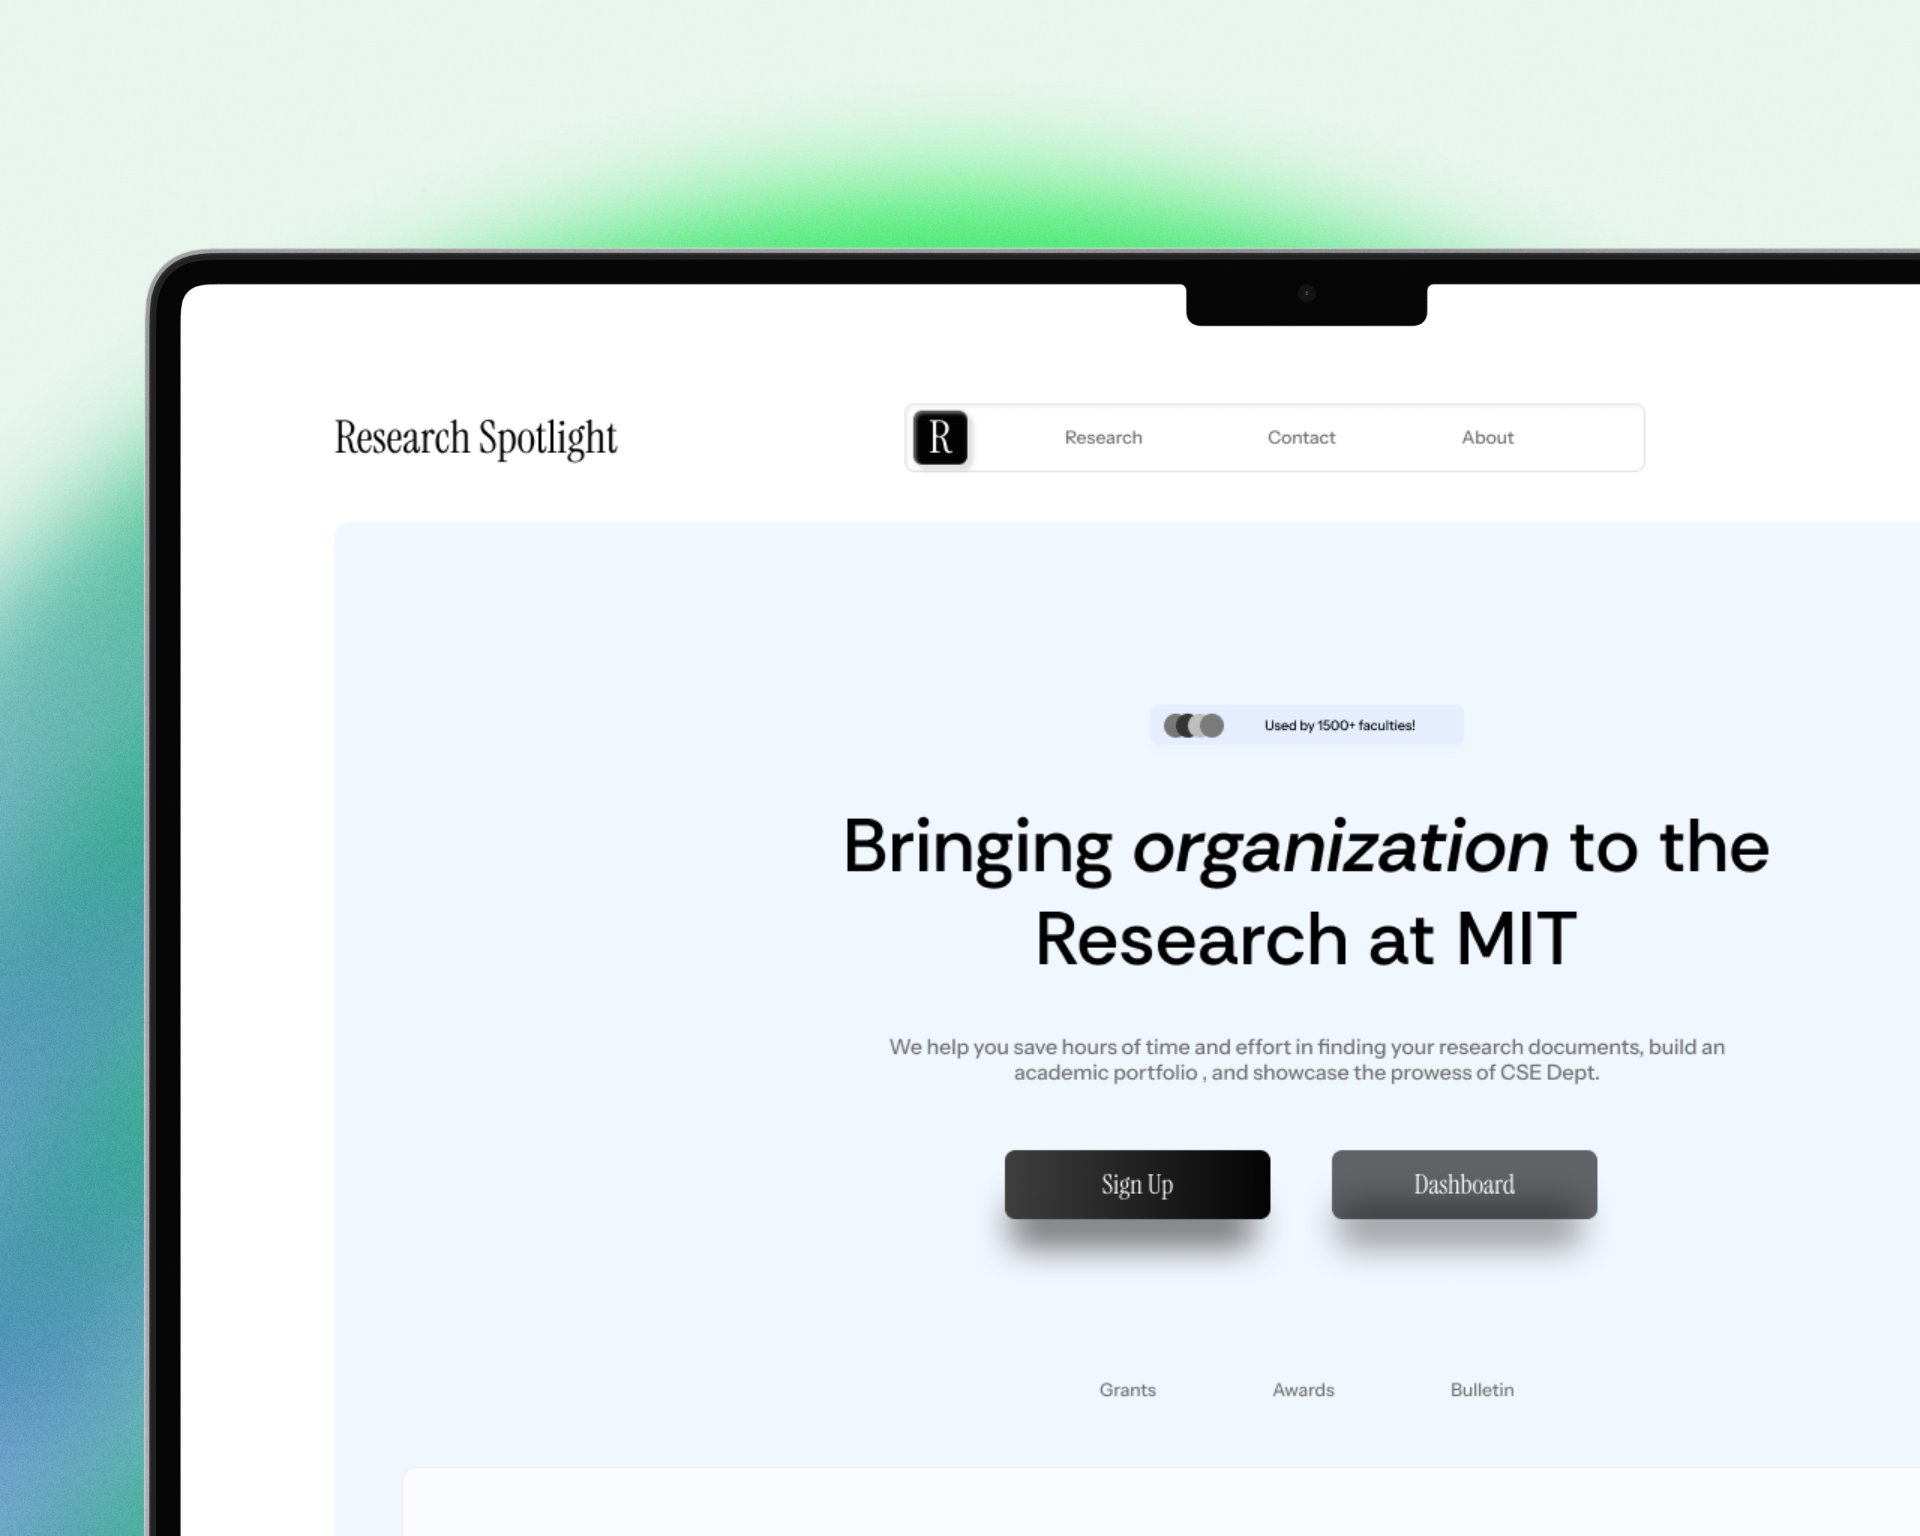 Research Spotlight
R
Research
Contact
About
Used by 1500+ faculties!
Bringing organization to the
Research at MIT
We help you save hours of time and effort in finding your research documents, build an
academic portfolio , and showcase the prowess of CSE Dept.
Sign Up
Dashboard
Grants
Awards
Bulletin